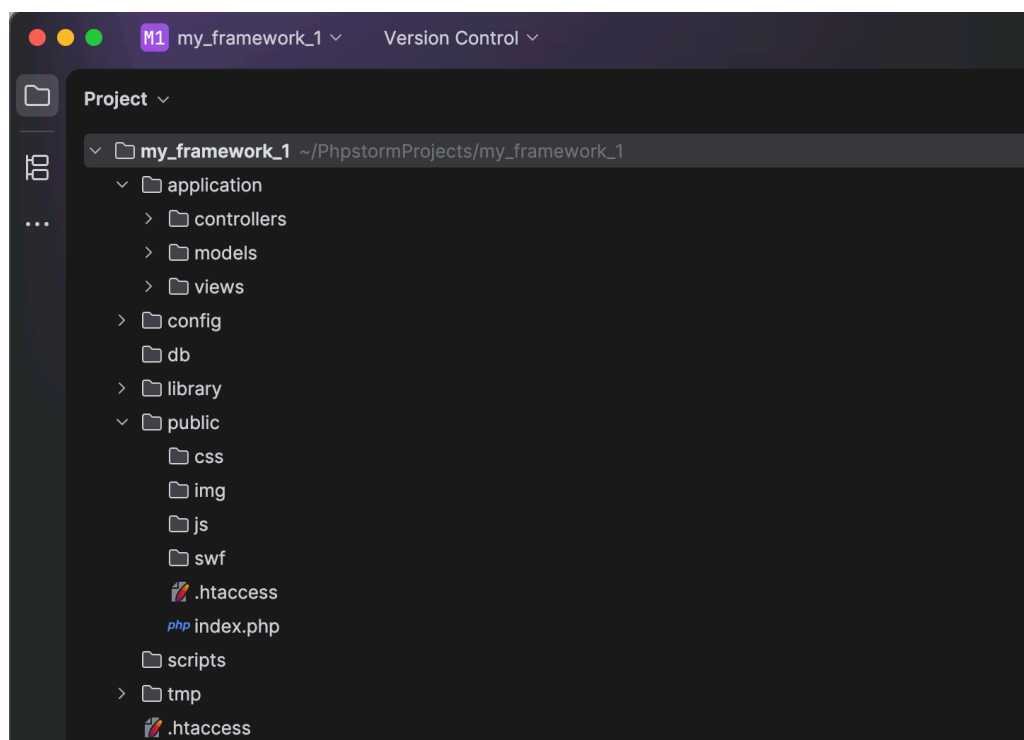 M1 my_framework_1 Version Control
Project
my_framework_1 ~/PhpstormProjects/my_framework_1
application
controllers
models
views
config
db
library
public
css
img
js
swf
.htaccess
php index.php
scripts
tmp
.htaccess